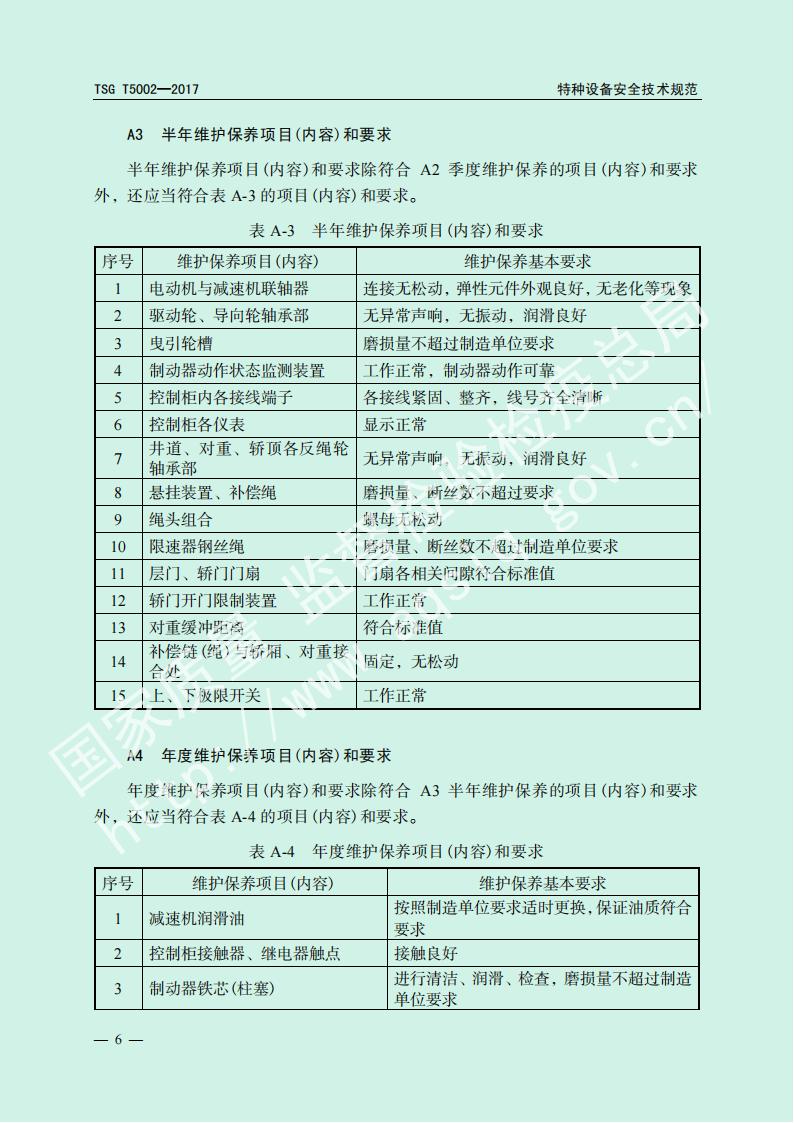 TSG T5002—2017 特种设备安全技术规范
A3 半年维护保养项目(内容)和要求
半年维护保养项目(内容)和要求除符合 A2 季度维护保养的项目(内容)和要求
外，还应当符合表 A-3 的项目(内容)和要求。
表 A-3 半年维护保养项目(内容)和要求
序号 维护保养项目(内容) 维护保养基本要求
1 电动机与减速机联轴器 连接无松动，弹性元件外观良好，无老化等现象
2 驱动轮、导向轮轴承部 无异常声响，无振动，润滑良好
3 曳引轮槽 磨损量不超过制造单位要求
4 制动器动作状态监测装置 工作正常，制动器动作可靠
5 控制柜内各接线端子 各接线紧固、整齐，线号齐全清晰
6 控制柜各仪表 显示正常
7 井道、对重、轿顶各反绳轮
轴承部 无异常声响，无振动，润滑良好
8 悬挂装置、补偿绳 磨损量、断丝数不超过要求
9 绳头组合 螺母无松动
10 限速器钢丝绳 磨损量、断丝数不超过制造单位要求
11 层门、轿门门扇 门扇各相关间隙符合标准值
12 轿门开门限制装置 工作正常
13 对重缓冲距离 符合标准值
14 补偿链(绳)与轿厢、对重接
合处 固定，无松动
15 上、下极限开关 工作正常
A4 年度维护保养项目(内容)和要求
年度维护保养项目(内容)和要求除符合 A3 半年维护保养的项目(内容)和要求
外，还应当符合表 A-4 的项目(内容)和要求。
表 A-4 年度维护保养项目(内容)和要求
序号 维护保养项目(内容) 维护保养基本要求
1 减速机润滑油 按照制造单位要求适时更换，保证油质符合
要求
2 控制柜接触器、继电器触点 接触良好
3 制动器铁芯(柱塞) 进行清洁、润滑、检查，磨损量不超过制造
单位要求
— 6 —
国家质量监督检验检疫总局
http://www.aqsiq.gov.cn/